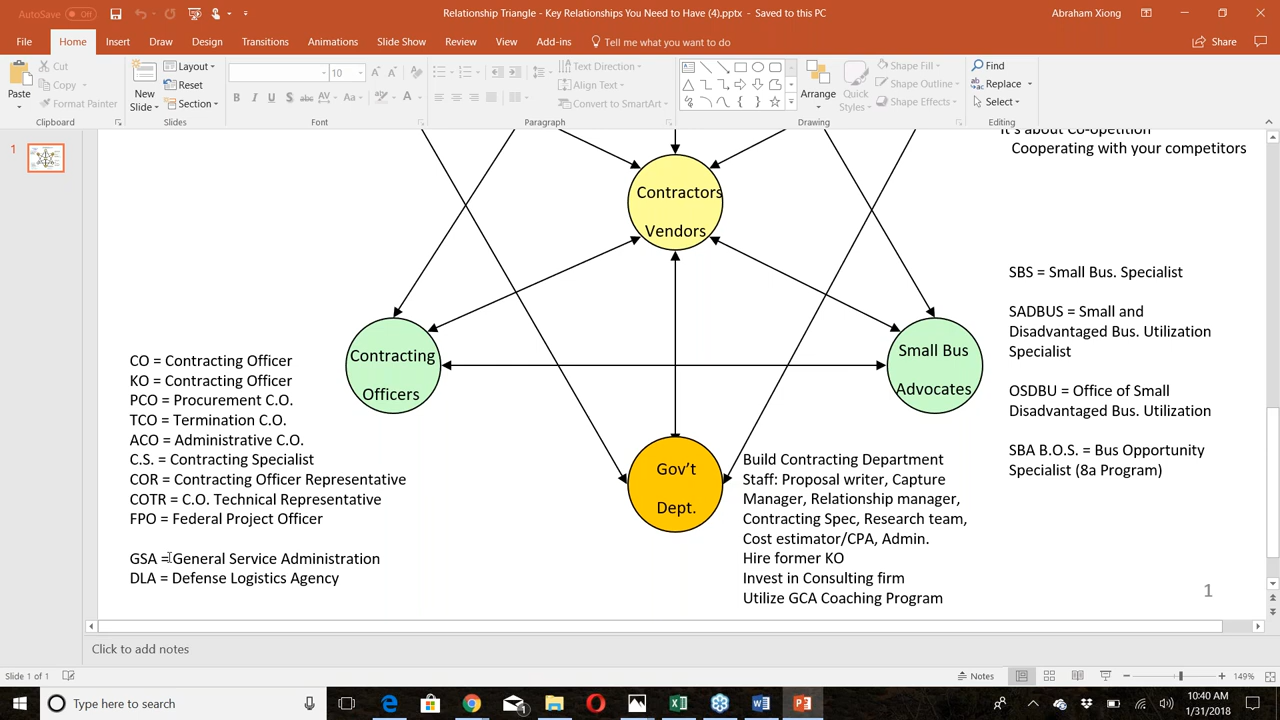 AutoSave
Off
Relationship Triangle - Key Relationships You Need to Have (4).pptx - Saved to this PC
Abraham Xiong
File
Home
Insert
Draw
Design
Transitions
Animations
Slide Show
Review
View
Add-ins
Tell me what you want to do
Share
Paste
Cut
Copy
Format Painter
Clipboard
New
Slide
Layout
Reset
Section
Slides
10
B
I
U
S
abc
AV
Aa
A
Font
Text Direction
Align Text
Convert to SmartArt
Paragraph
Arrange
Quick
Styles
Shape Fill
Shape Outline
Shape Effects
Drawing
Find
Replace
Select
Editing
1
It's about Co-opetition
Cooperating with your competitors
Contractors
Vendors
Contracting
Officers
Small Bus
Advocates
Gov't
Dept.
SBS = Small Bus. Specialist
SADBUS = Small and
Disadvantaged Bus. Utilization
Specialist
OSDBU = Office of Small
Disadvantaged Bus. Utilization
SBA B.O.S. = Bus Opportunity
Specialist (8a Program)
CO = Contracting Officer
KO = Contracting Officer
PCO = Procurement C.O.
TCO = Termination C.O.
ACO = Administrative C.O.
C.S. = Contracting Specialist
COR = Contracting Officer Representative
COTR = C.O. Technical Representative
FPO = Federal Project Officer
GSA = General Service Administration
DLA = Defense Logistics Agency
Build Contracting Department
Staff: Proposal writer, Capture
Manager, Relationship manager,
Contracting Spec, Research team,
Cost estimator/CPA, Admin.
Hire former KO
Invest in Consulting firm
Utilize GCA Coaching Program
1
Click to add notes
Slide 1 of 1
Notes
149%
Type here to search
10:40 AM
1/31/2018